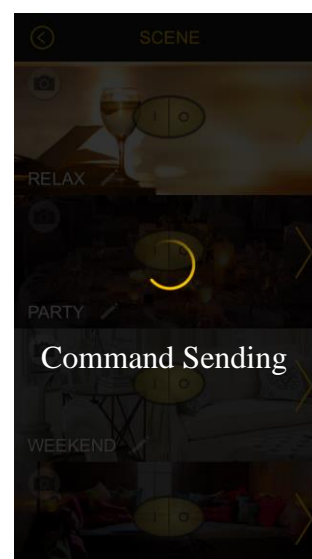 SCENE
I O
RELAX
I O
PARTY
Command Sending
I O
WEEKEND
I O